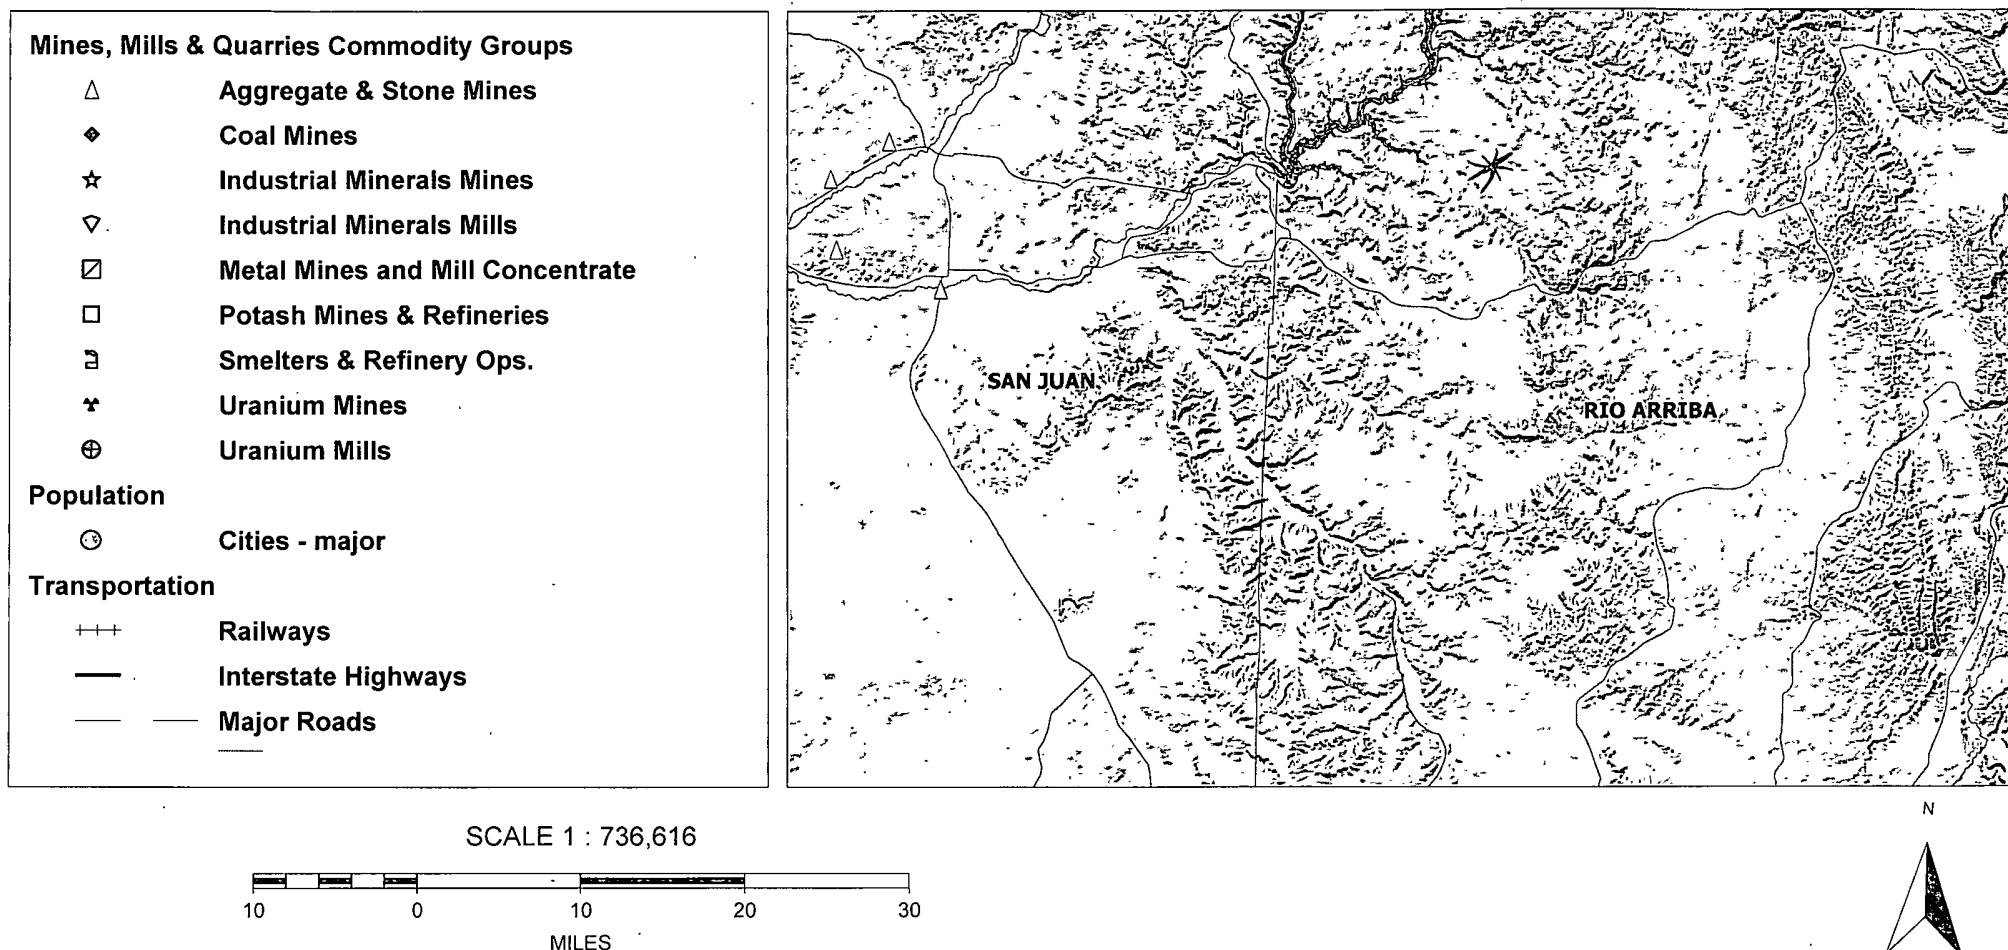 Mines, Mills & Quarries Commodity Groups
Aggregate & Stone Mines
Coal Mines
Industrial Minerals Mines
Industrial Minerals Mills
Metal Mines and Mill Concentrate
Potash Mines & Refineries
Smelters & Refinery Ops.
Uranium Mines
Uranium Mills
Population
Cities - major
Transportation
Railways
Interstate Highways
Major Roads
SAN JUAN
RIO ARRIBA
SCALE 1 : 736,616
10 0 10 20 30
MILES
N